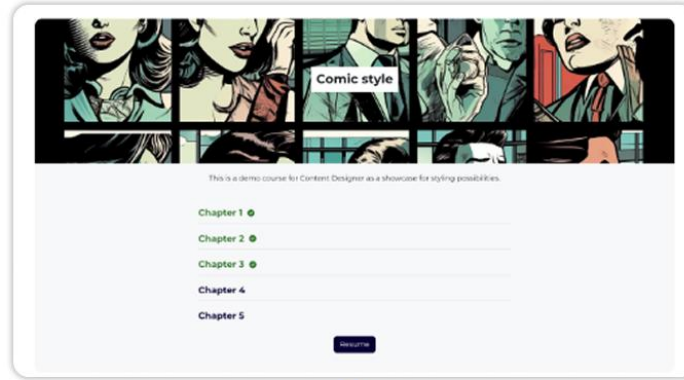 Comic style
This is a demo course for Content Designer as a showcase for styling possibilities.
Chapter 1
Chapter 2
Chapter 3
Chapter 4
Chapter 5
Resume